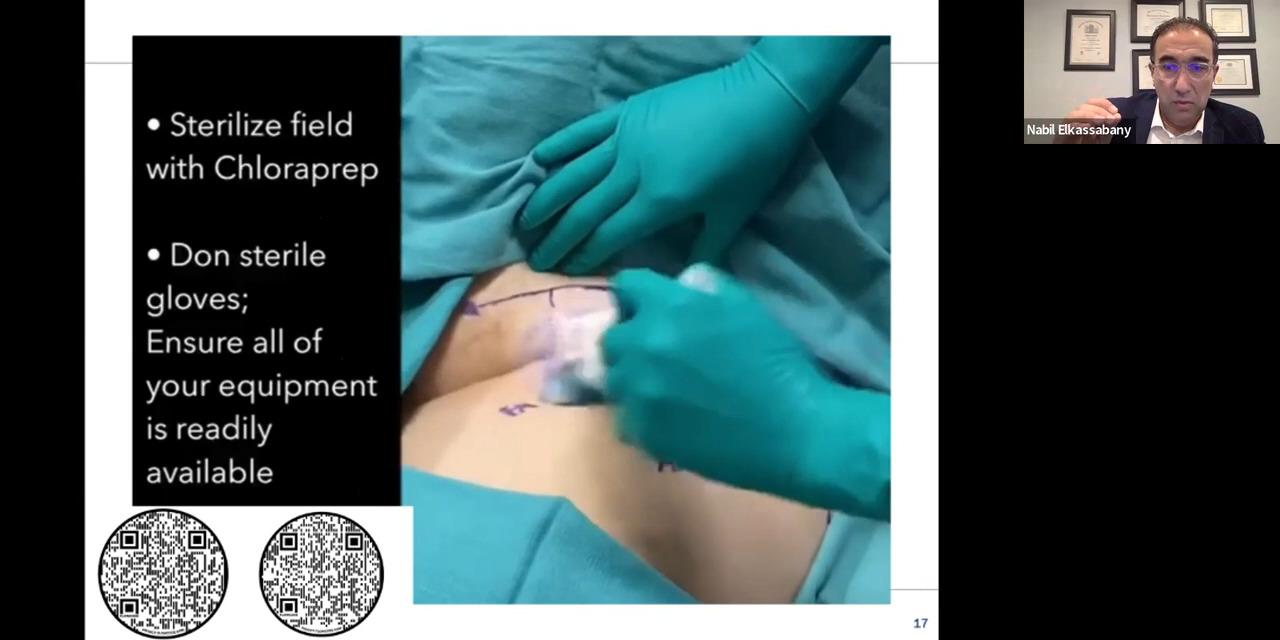 • Sterilize field
with Chloraprep
• Don sterile
gloves;
Ensure all of
your equipment
is readily
available
Nabil Elkassabany
17